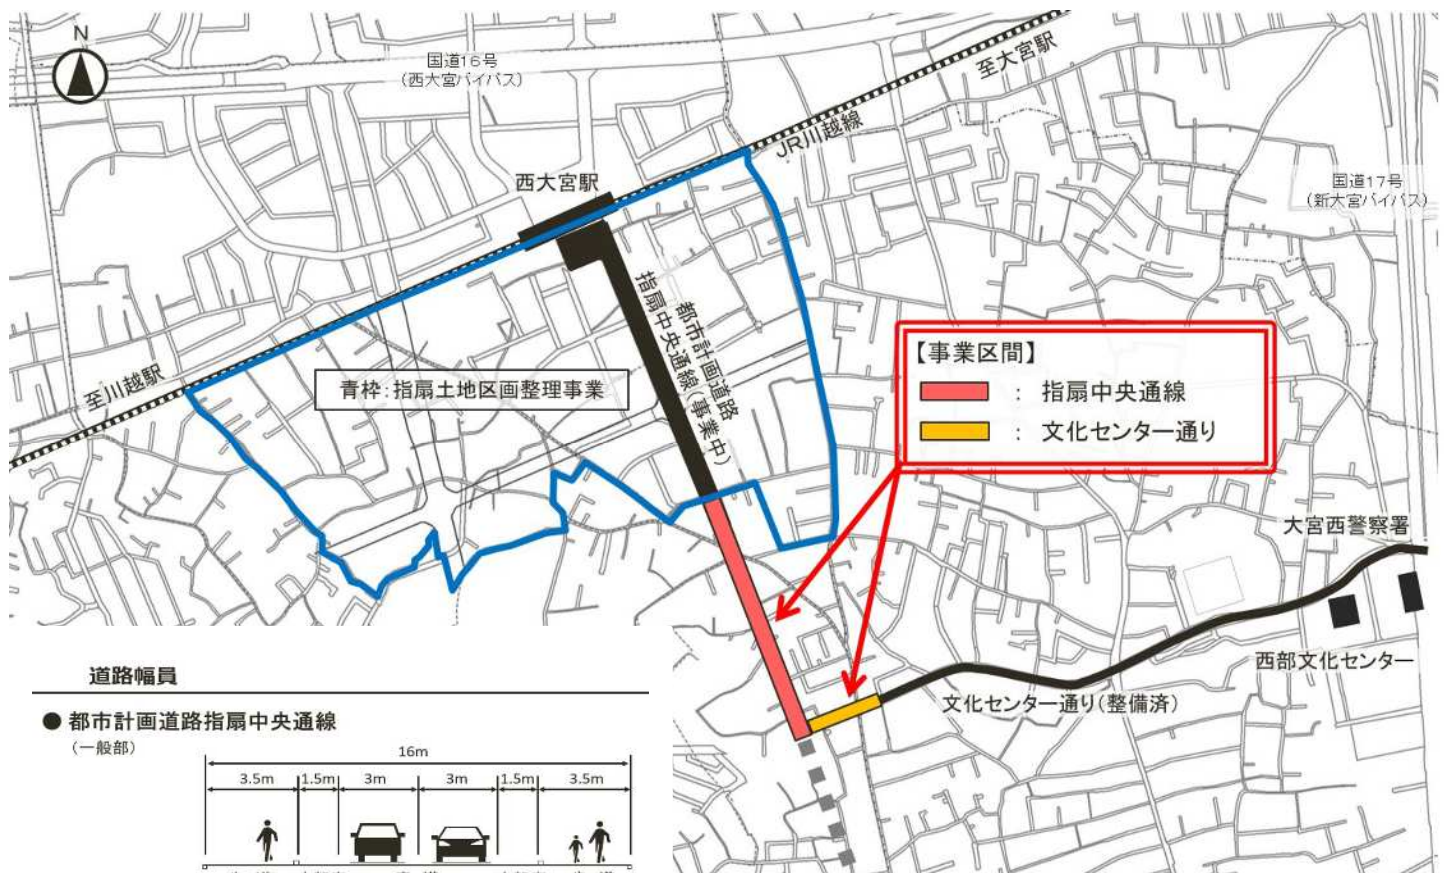 N
国道16号
(西大宮バイパス)
至大宮駅
JR川越線
西大宮駅
国道17号
(新大宮バイパス)
都市計画道路
指扇中央通線(事業中)
至川越駅
青枠:指扇土地区画整理事業
【事業区間】
: 指扇中央通線
: 文化センター通り
大宮西警察署
西部文化センター
文化センター通り(整備済)
道路幅員
● 都市計画道路指扇中央通線
(一般部)
16m
3.5m 1.5m 3m 3m 1.5m 3.5m